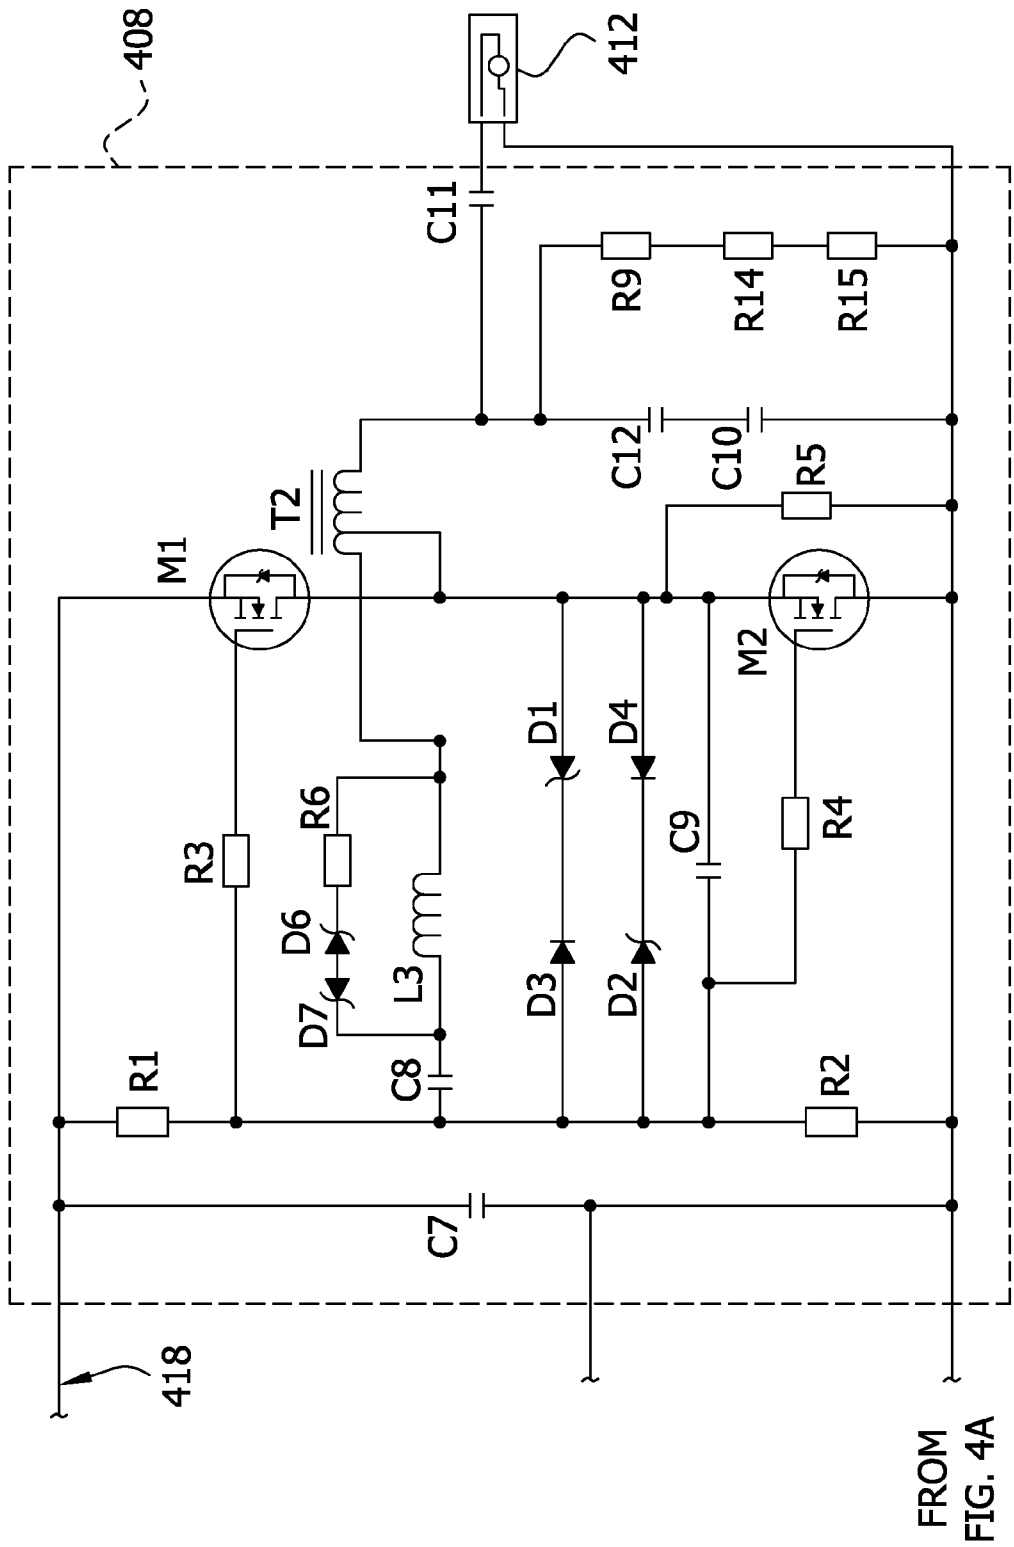 408
412
C11
R9
R14
R15
T2
C12
C10
R5
M1
M2
D1
D4
R3
R6
D6
D7
L3
C9
R4
D3
D2
R1
C8
R2
C7
418
FROM
FIG. 4A